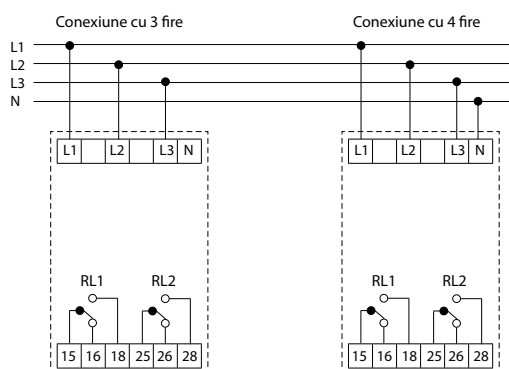 Conexiune cu 3 fire Conexiune cu 4 fire
L1
L2
L3
N
L1 L2 L3 N L1 L2 L3 N
RL1 RL2 RL1 RL2
15 16 18 25 26 28 15 16 18 25 26 28